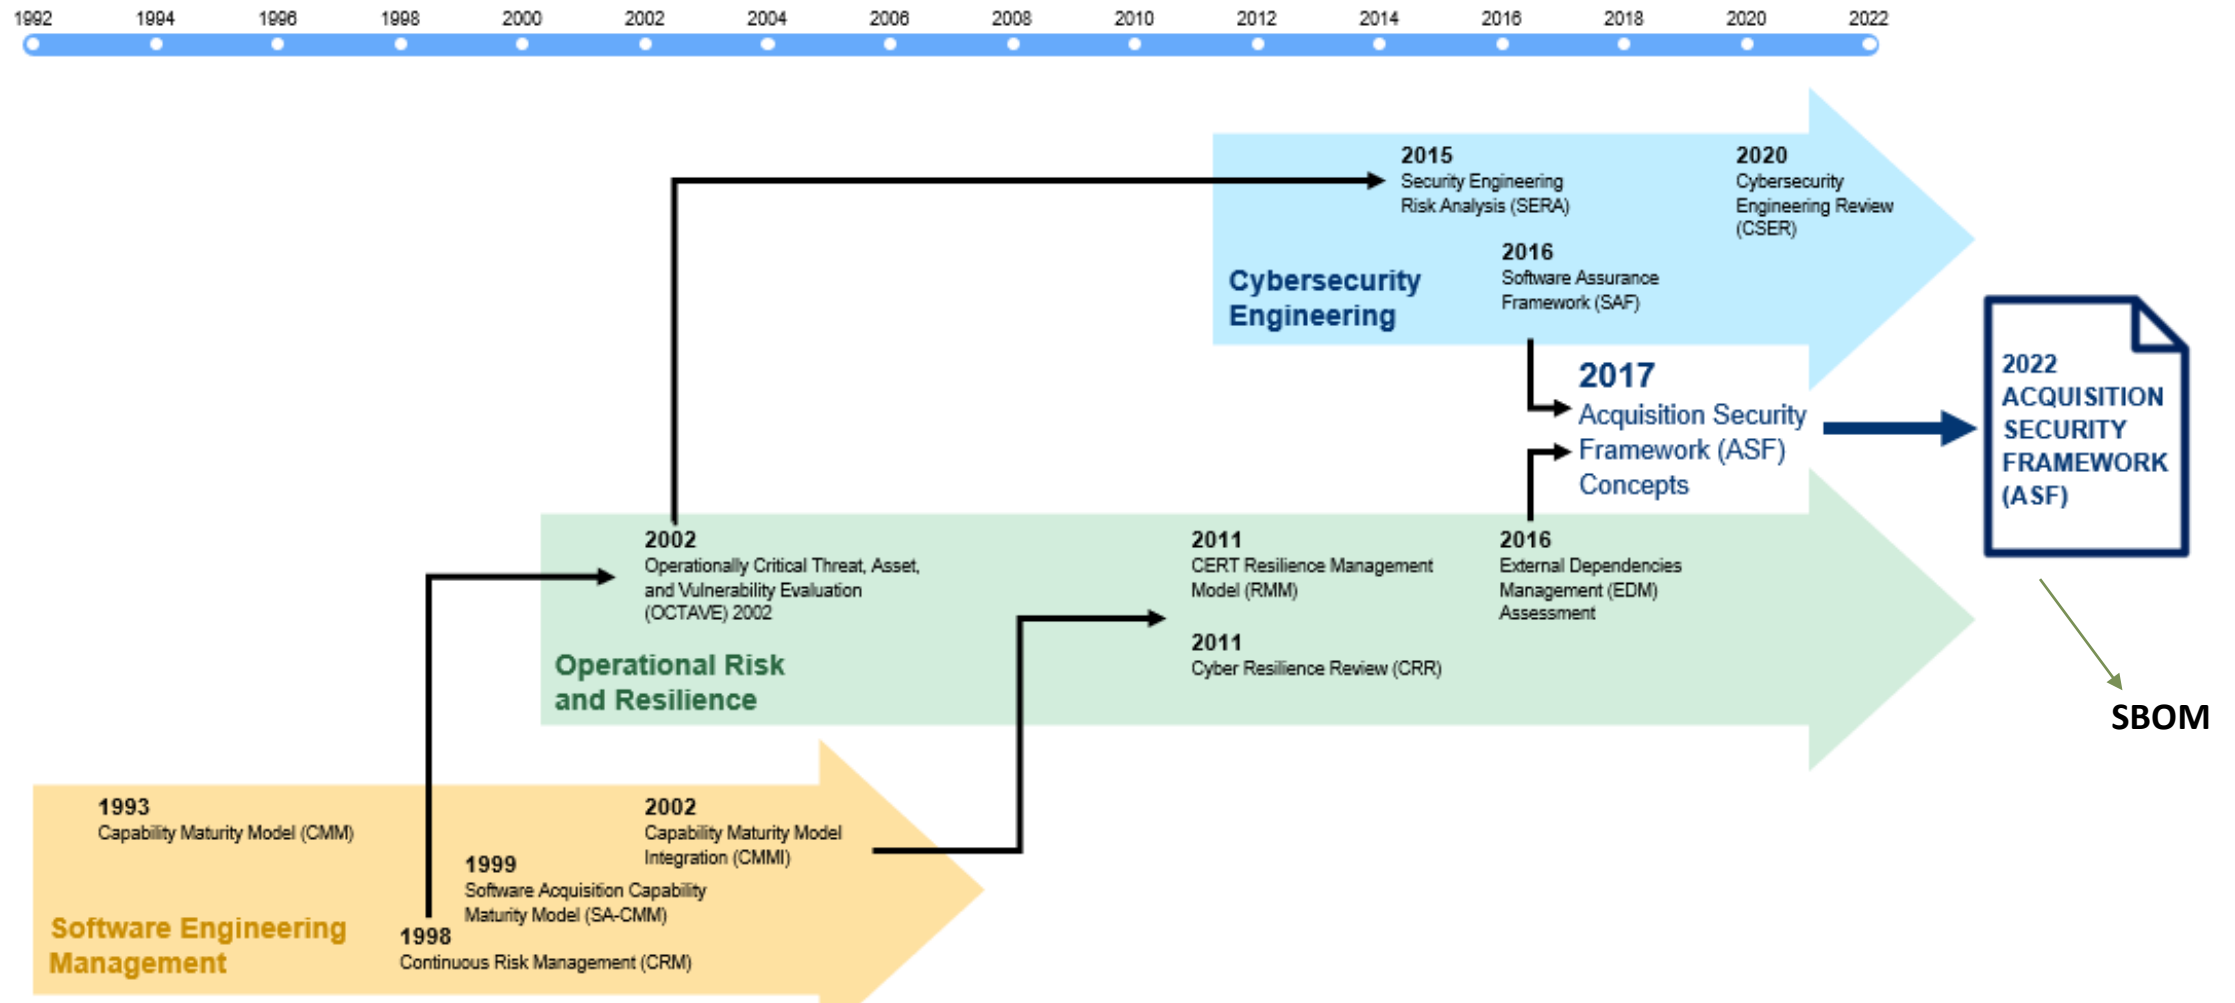 1992 1994 1996 1998 2000 2002 2004 2006 2008 2010 2012 2014 2016 2018 2020 2022
2015
Security Engineering
Risk Analysis (SERA)
2020
Cybersecurity
Engineering Review
(CSER)
2016
Software Assurance
Framework (SAF)
Cybersecurity
Engineering
2017
Acquisition Security
Framework (ASF)
Concepts
2022
ACQUISITION
SECURITY
FRAMEWORK
(ASF)
2002
Operationally Critical Threat, Asset,
and Vulnerability Evaluation
(OCTAVE) 2002
2011
CERT Resilience Management
Model (RMM)
2016
External Dependencies
Management (EDM)
Assessment
2011
Cyber Resilience Review (CRR)
Operational Risk
and Resilience
SBOM
1993
Capability Maturity Model (CMM)
2002
Capability Maturity Model
Integration (CMMI)
1999
Software Acquisition Capability
Maturity Model (SA-CMM)
1998
Continuous Risk Management (CRM)
Software Engineering
Management